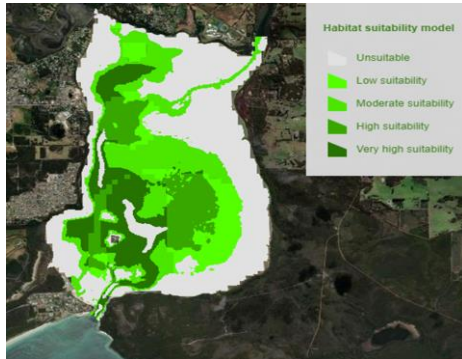 Habitat suitability model
Unsuitable
Low suitability
Moderate suitability
High suitability
Very high suitability